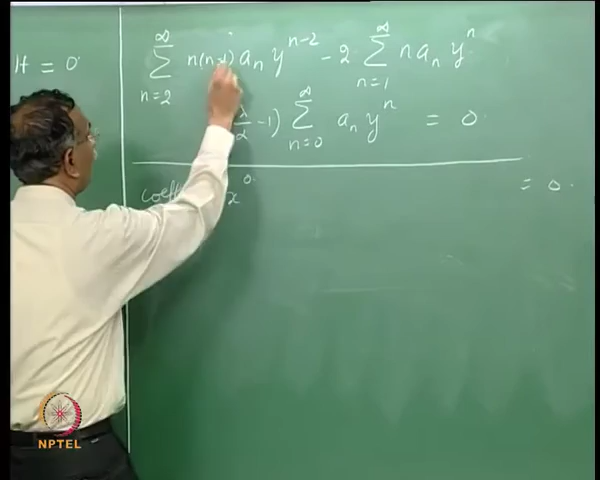 H = 0
∞ ∞
∑ n(n-1) aₙ yⁿ⁻² - 2 ∑ n aₙ yⁿ
n=2 n=1
∞
λ/α - 1) ∑ aₙ yⁿ = 0
n=0
coeff x⁰ = 0.
NPTEL